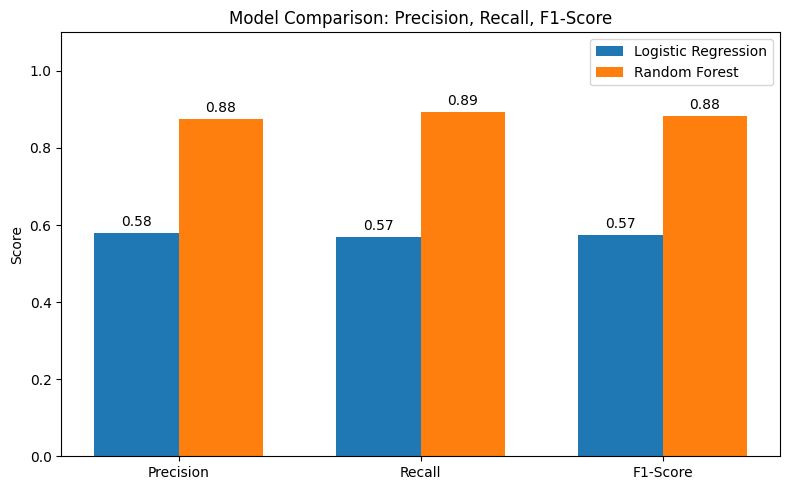 Model Comparison: Precision, Recall, F1-Score
Logistic Regression
Random Forest
Score
1.0
0.8
0.6
0.4
0.2
0.0
0.58
0.88
0.57
0.89
0.57
0.88
Precision
Recall
F1-Score